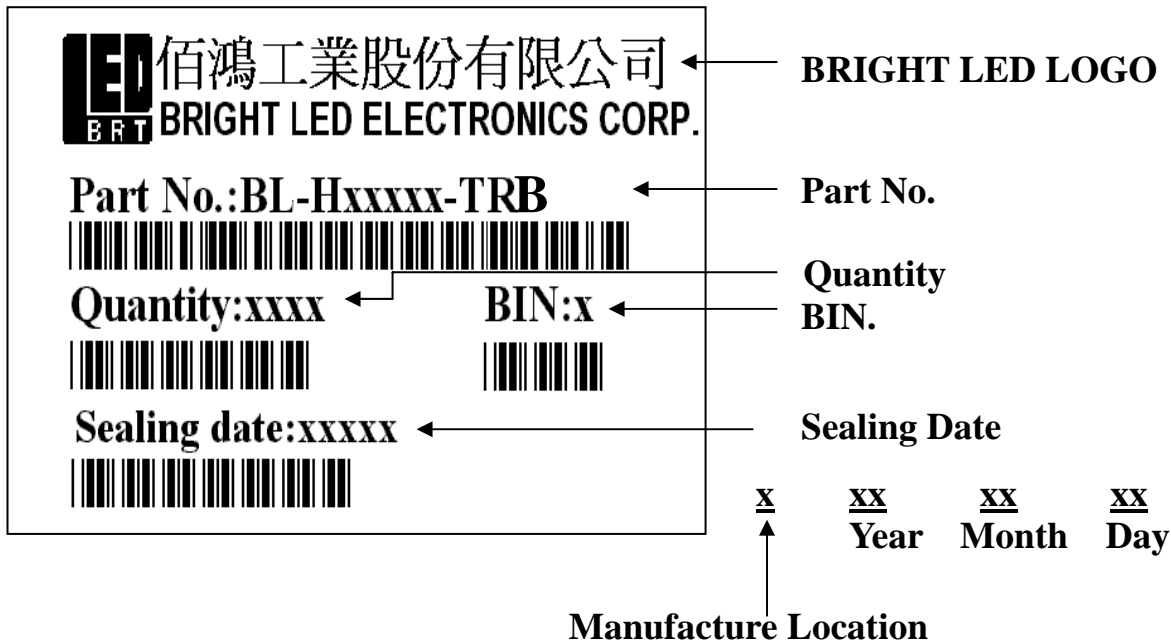 LED 佰鴻工業股份有限公司 BRIGHT LED LOGO
BRT BRIGHT LED ELECTRONICS CORP.
Part No.:BL-Hxxxxx-TRB Part No.
Quantity
Quantity:xxxx BIN:x BIN.
Sealing date:xxxxx Sealing Date
x xx xx xx
Year Month Day
Manufacture Location